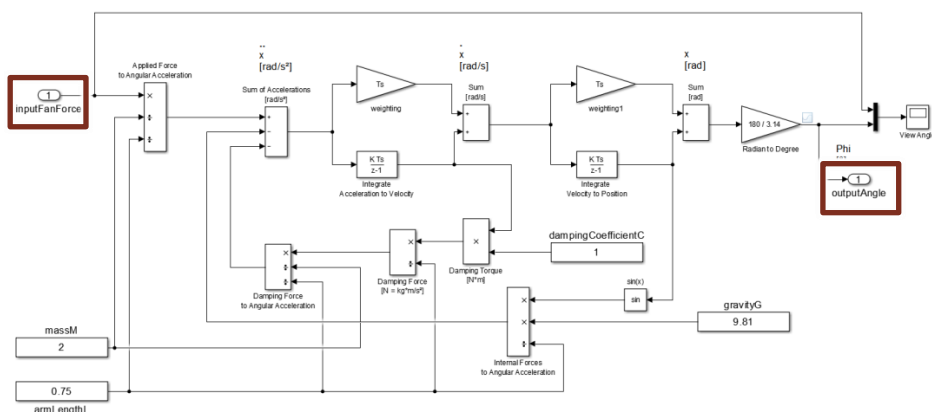 1
inputFanForce
Applied Force
to Angular Acceleration
×
÷
÷
..
x
[rad/s²]
Sum of Accelerations
[rad/s²]
+
−
−
Ts
weighting
K Ts
z-1
Integrate
Acceleration to Velocity
.
x
[rad/s]
Sum
[rad/s]
+
+
Ts
weighting1
K Ts
z-1
Integrate
Velocity to Position
x
[rad]
Sum
[rad]
+
+
180 / 3.14
Radian to Degree
View Angl
Phi
1
outputAngle
dampingCoefficientC
1
×
Damping Torque
[N*m]
×
÷
Damping Force
[N = kg*m/s²]
×
÷
÷
Damping Force
to Angular Acceleration
sin(x)
sin
gravityG
9.81
×
×
÷
Internal Forces
to Angular Acceleration
massM
2
0.75
armLengthL